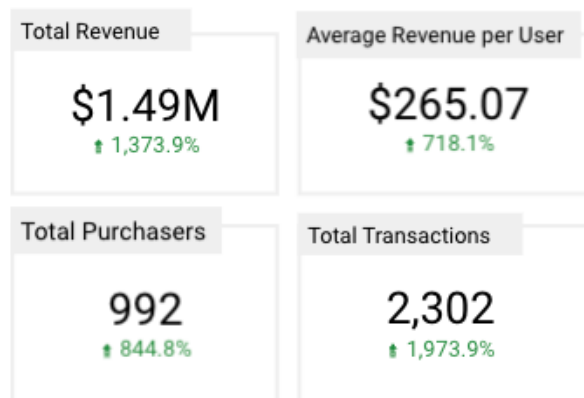 Total Revenue
$1.49M
⬆ 1,373.9%
Average Revenue per User
$265.07
⬆ 718.1%
Total Purchasers
992
⬆ 844.8%
Total Transactions
2,302
⬆ 1,973.9%